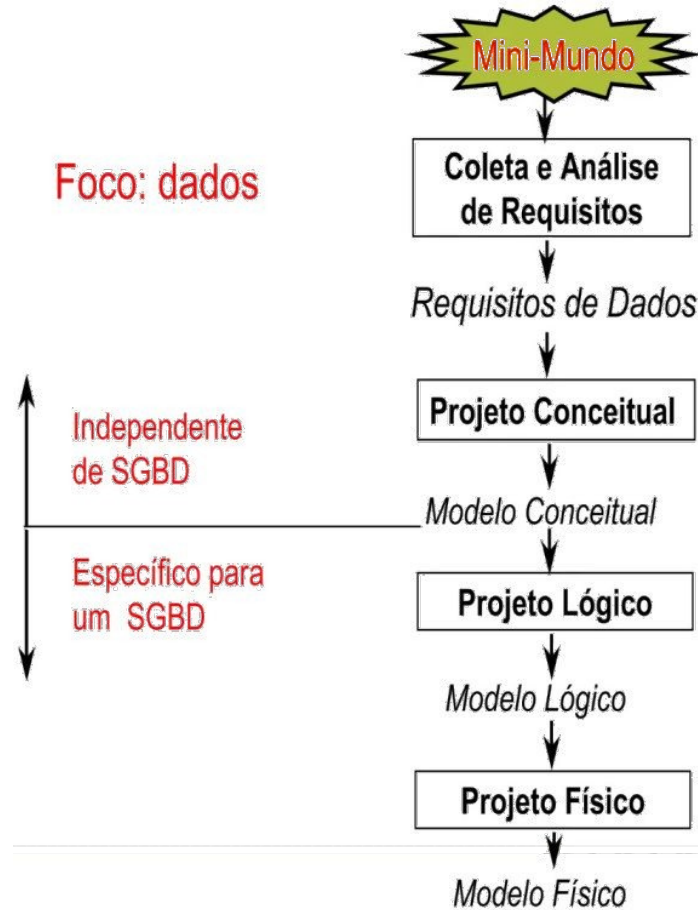 Mini-Mundo
Foco: dados
Coleta e Análise
de Requisitos
Requisitos de Dados
Projeto Conceitual
Independente
de SGBD
Modelo Conceitual
Específico para
um SGBD
Projeto Lógico
Modelo Lógico
Projeto Físico
Modelo Físico